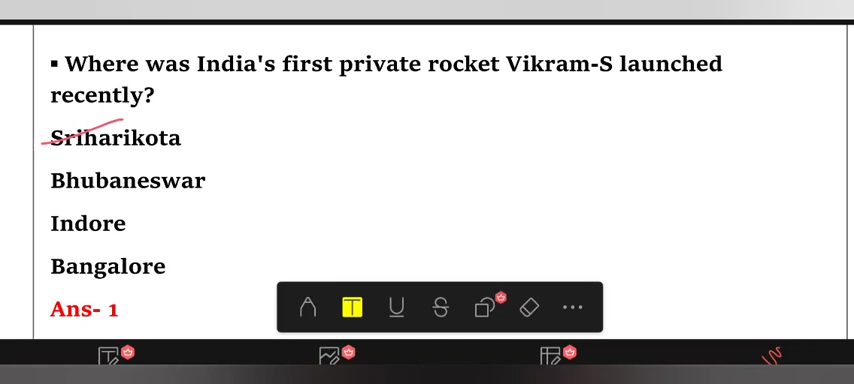 ▪ Where was India's first private rocket Vikram-S launched
recently?
Sriharikota
Bhubaneswar
Indore
Bangalore
Ans- 1